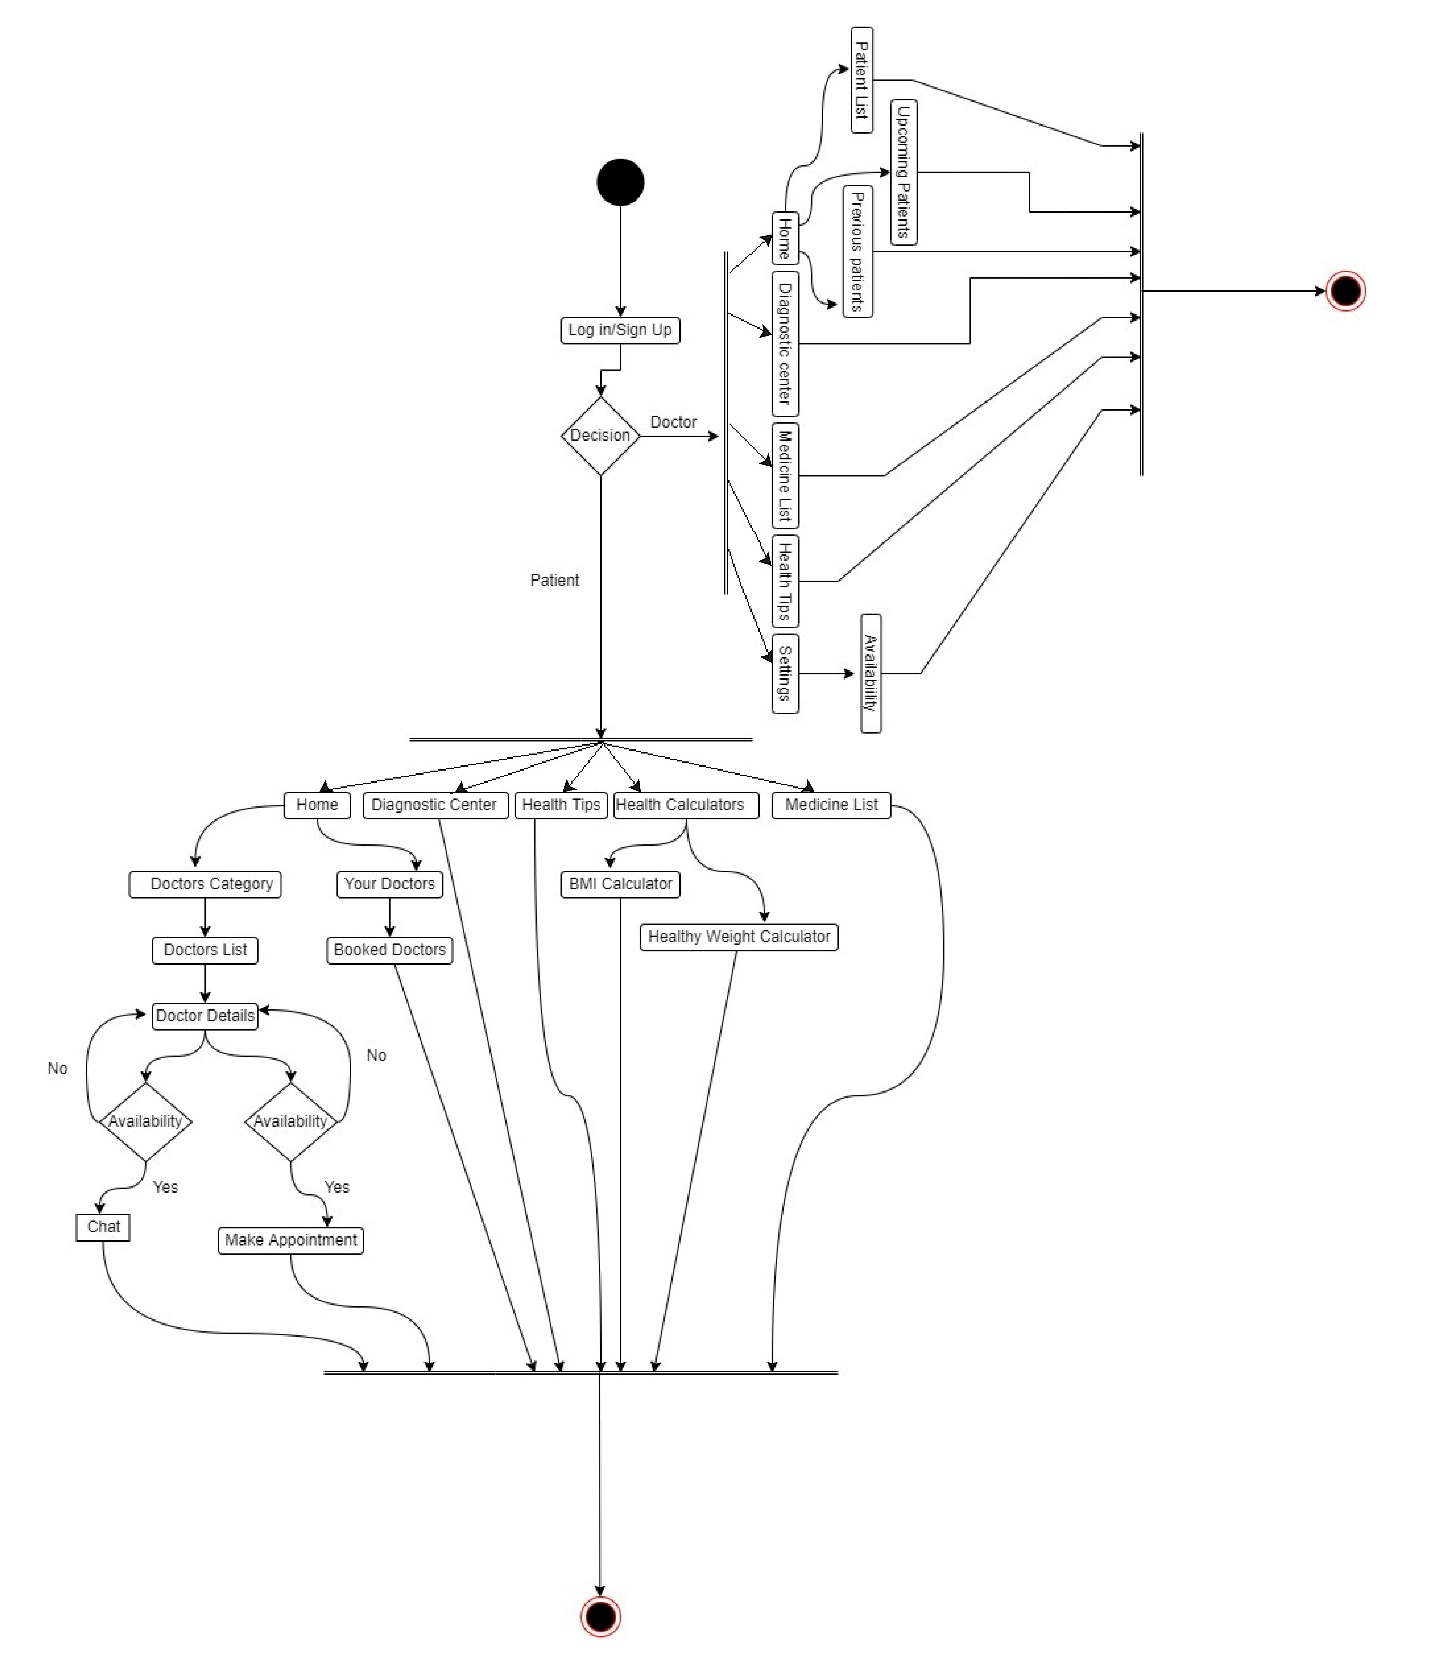 Patient List
Upcoming Patients
Previous patients
Home
Diagnostic center
Log in/Sign Up
Decision
Doctor
Medicine List
Health Tips
Patient
Settings
Availability
Home
Diagnostic Center
Health Tips
Health Calculators
Medicine List
Doctors Category
Your Doctors
BMI Calculator
Doctors List
Booked Doctors
Healthy Weight Calculator
Doctor Details
No
No
Availability
Availability
Yes
Yes
Chat
Make Appointment